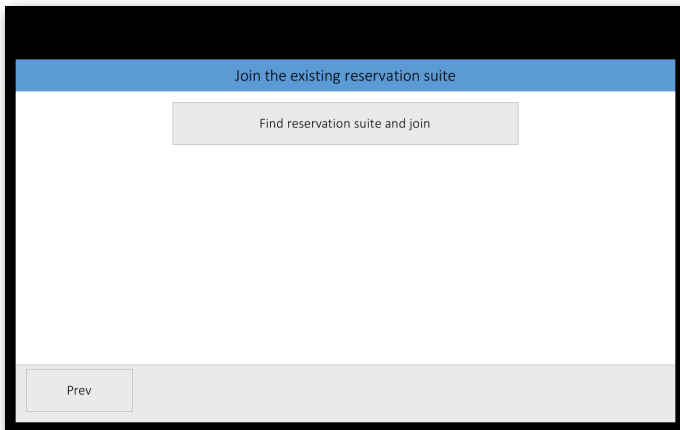 Join the existing reservation suite
Find reservation suite and join
Prev